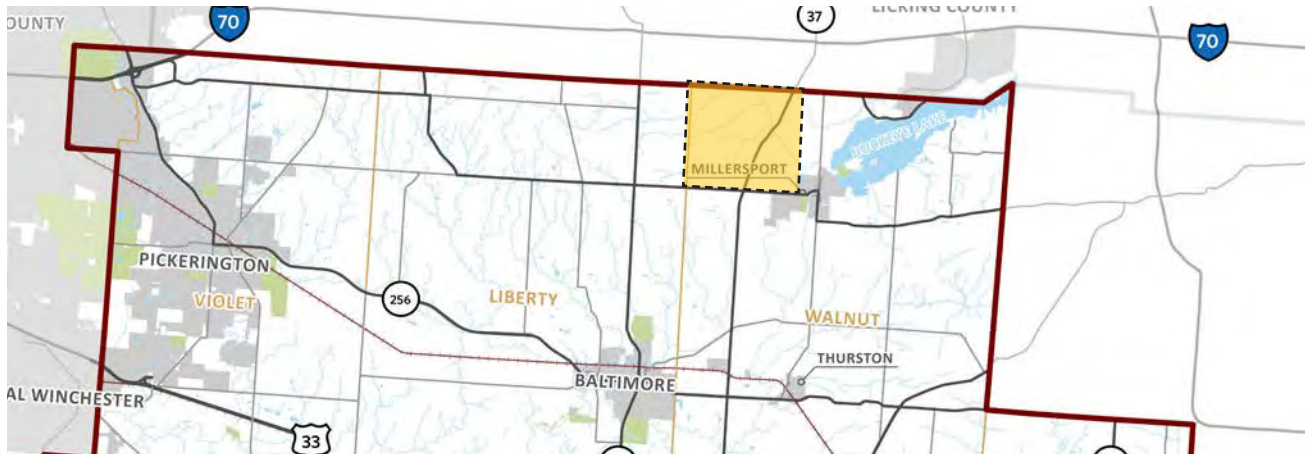 OUNTY
70
37
LICKING COUNTY
70
BUCKEYE LAKE
MILLERSPORT
PICKERINGTON
VIOLET
256
LIBERTY
WALNUT
THURSTON
BALTIMORE
AL WINCHESTER
33